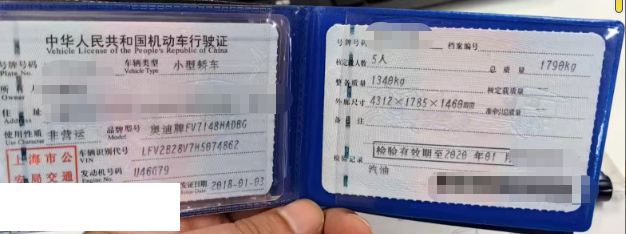 中华人民共和国机动车行驶证
Vehicle License of the People's Republic of China
号牌号码
Plate No.
车辆类型 小型轿车
Vehicle Type
所 人
Owner
住 址
Address
使用性质 非营运
Use Character
品牌型号 奥迪牌FV7148HADBG
Model
车辆识别代号 LFV2B28V7H5074862
VIN
发动机号码 U46079
Engine No.
发证日期 2018-01-03
上海市公
安局交通
号牌号码
档案编号
核定人数 5人
总质量 1790kg
整备质量 1340kg
核定载质量
外廓尺寸 4312×1785×1460mm
准牵引总质量
备 注
检验记录
检验有效期至2020 年01
汽油